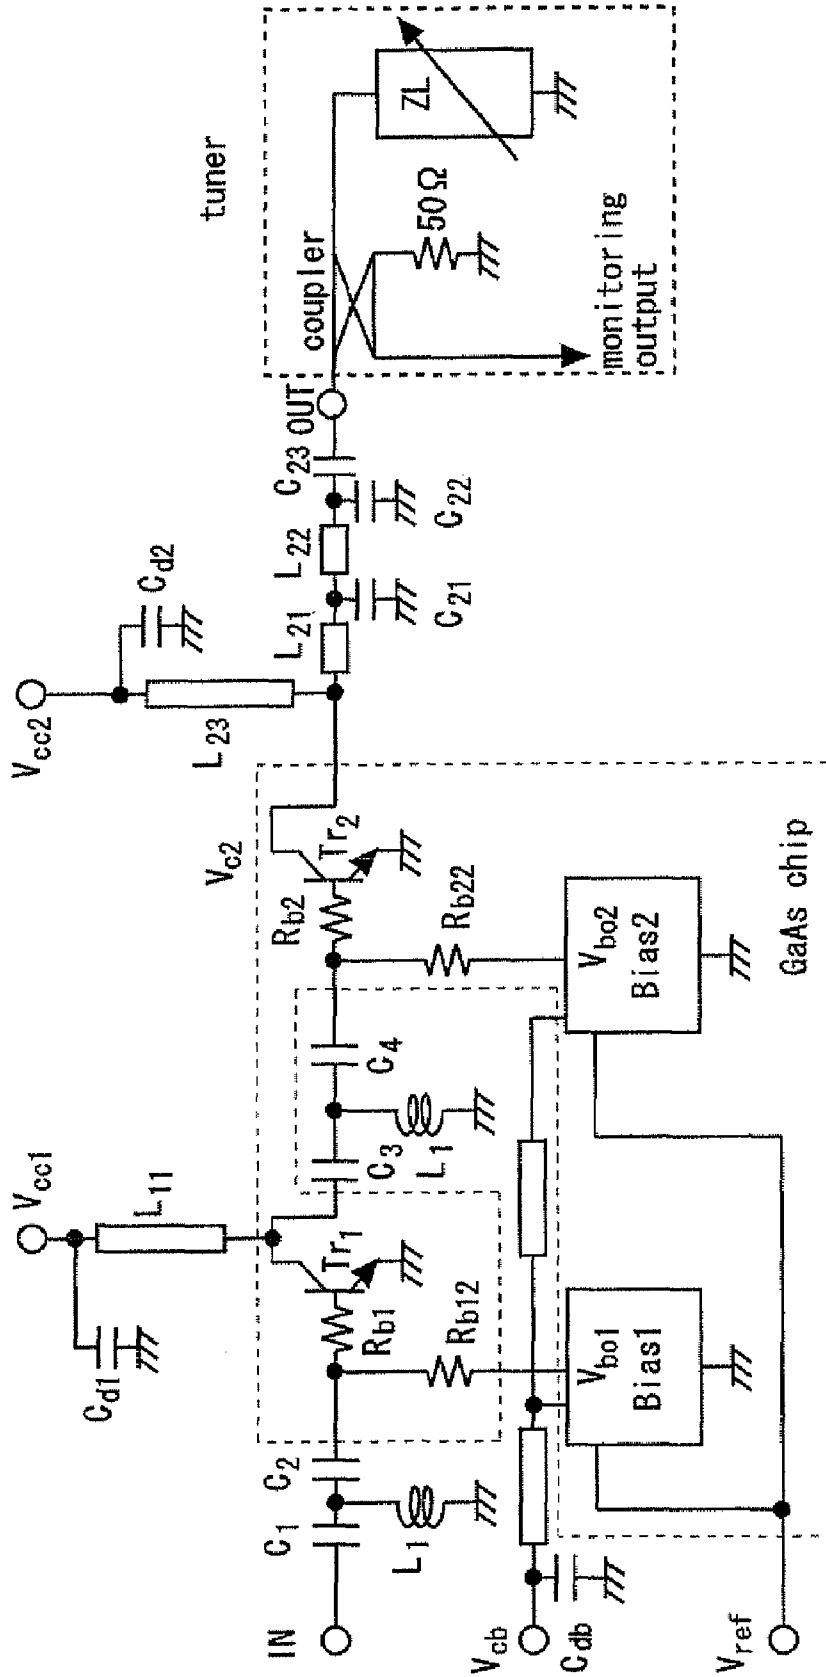 tuner
coupler
ZL
50Ω
monitoring
output
Vcc1
L11
Cd1
Vcc2
Cd2
L23
Vc2
IN
C1
C2
L1
Rb1
Tr1
Rb12
C3
L1
C4
Rb2
Tr2
Rb22
L21
C21
L22
C22
C23
OUT
Vcb
Cdb
Vbo1
Bias1
Vbo2
Bias2
Vref
GaAs chip